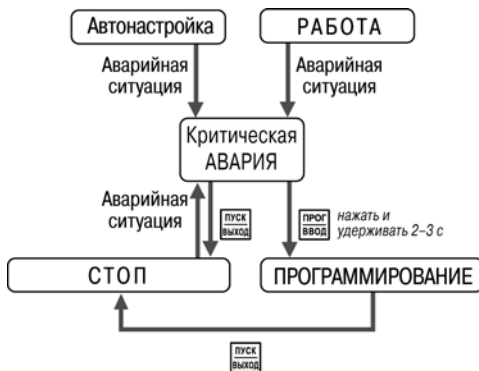 Автонастройка
РАБОТА
Аварийная
ситуация
Аварийная
ситуация
Критическая
АВАРИЯ
Аварийная
ситуация
ПУСК
ВЫХОД
ПРОГ
ВВОД
нажать и
удерживать 2–3 с
СТОП
ПРОГРАММИРОВАНИЕ
ПУСК
ВЫХОД